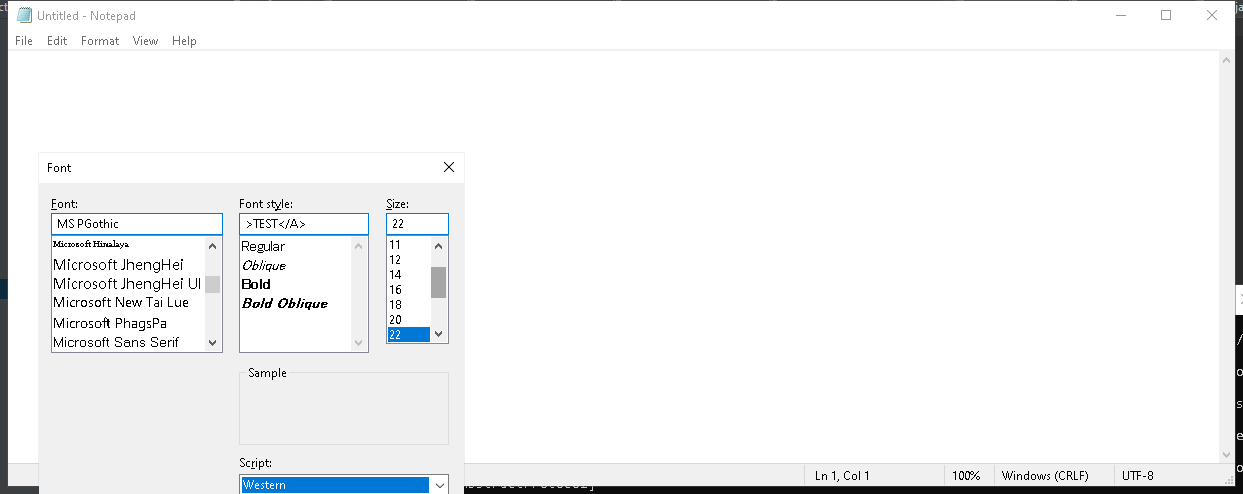 Untitled - Notepad
File Edit Format View Help
Font
Font: Font style: Size:
MS PGothic >TEST</A> 22
Microsoft Himalaya
Microsoft JhengHei
Microsoft JhengHei UI
Microsoft New Tai Lue
Microsoft PhagsPa
Microsoft Sans Serif
Regular
Oblique
Bold
Bold Oblique
11
12
14
16
18
20
22
Sample
Script:
Western
Ln 1, Col 1 100% Windows (CRLF) UTF-8